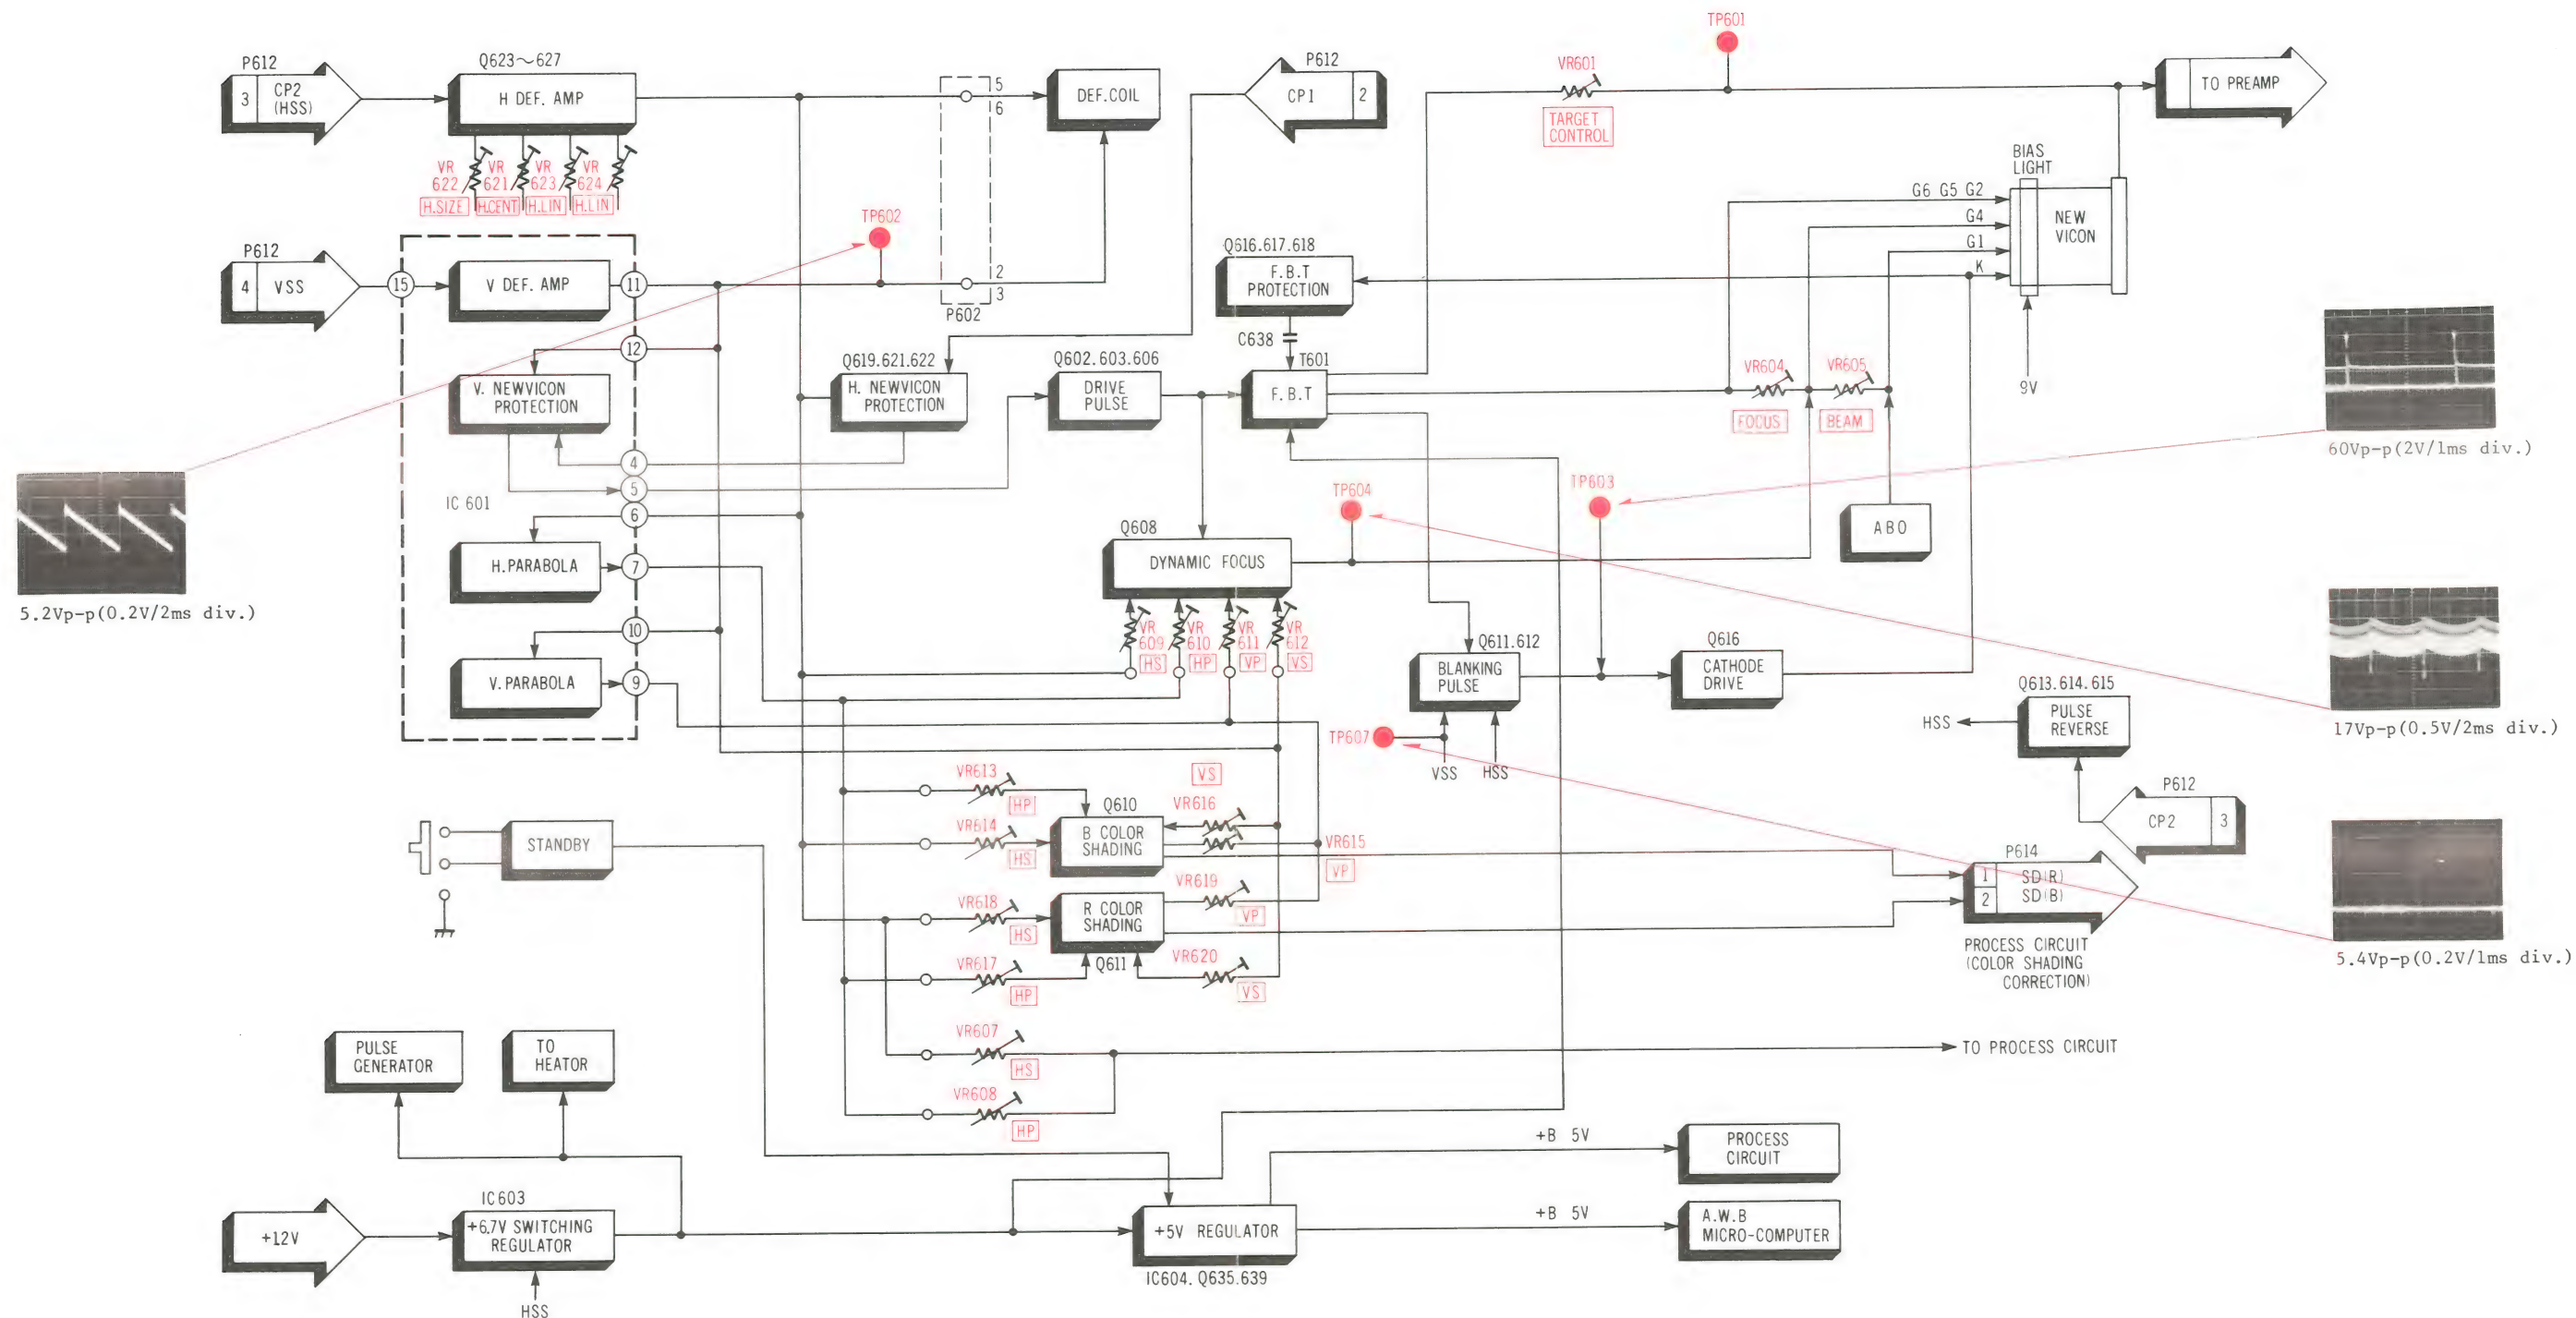 TP601
P612
3 CP2
(HSS)
Q623~627
H DEF. AMP
5
6
DEF.COIL
P612
CP1 2
VR601
TARGET
CONTROL
TO PREAMP
VR
622
VR
621
VR
623
VR
624
H.SIZE
H.CENT
H.LIN
H.LIN
BIAS
LIGHT
G6 G5 G2
G4
G1
K
NEW
VICON
9V
TP602
P612
4 VSS
15
V DEF. AMP
11
2
3
P602
Q616.617.618
F.B.T
PROTECTION
C638
T601
F.B.T
12
V. NEWVICON
PROTECTION
Q619.621.622
H. NEWVICON
PROTECTION
Q602.603.606
DRIVE
PULSE
VR604
FOCUS
VR605
BEAM
60Vp-p(2V/1ms div.)
4
5
IC 601
6
TP604
TP603
ABO
5.2Vp-p(0.2V/2ms div.)
H.PARABOLA
7
Q608
DYNAMIC FOCUS
10
V.PARABOLA
9
VR
609
HS
VR
610
HP
VR
611
VP
VR
612
VS
Q611.612
BLANKING
PULSE
Q616
CATHODE
DRIVE
TP607
VSS
HSS
Q613.614.615
HSS
PULSE
REVERSE
17Vp-p(0.5V/2ms div.)
P612
CP2 3
VR613
HP
VS
VR616
Q610
B COLOR
SHADING
VR614
HS
VR615
VP
STANDBY
VR619
VP
VR618
HS
R COLOR
SHADING
Q611
VR617
HP
VR620
VS
P614
1 SD(R)
2 SD(B)
PROCESS CIRCUIT
(COLOR SHADING
CORRECTION)
5.4Vp-p(0.2V/1ms div.)
VR607
HS
TO PROCESS CIRCUIT
VR608
HP
PULSE
GENERATOR
TO
HEATOR
+12V
IC603
+6.7V SWITCHING
REGULATOR
HSS
+5V REGULATOR
IC604.Q635.639
+B 5V
PROCESS
CIRCUIT
+B 5V
A.W.B
MICRO-COMPUTER